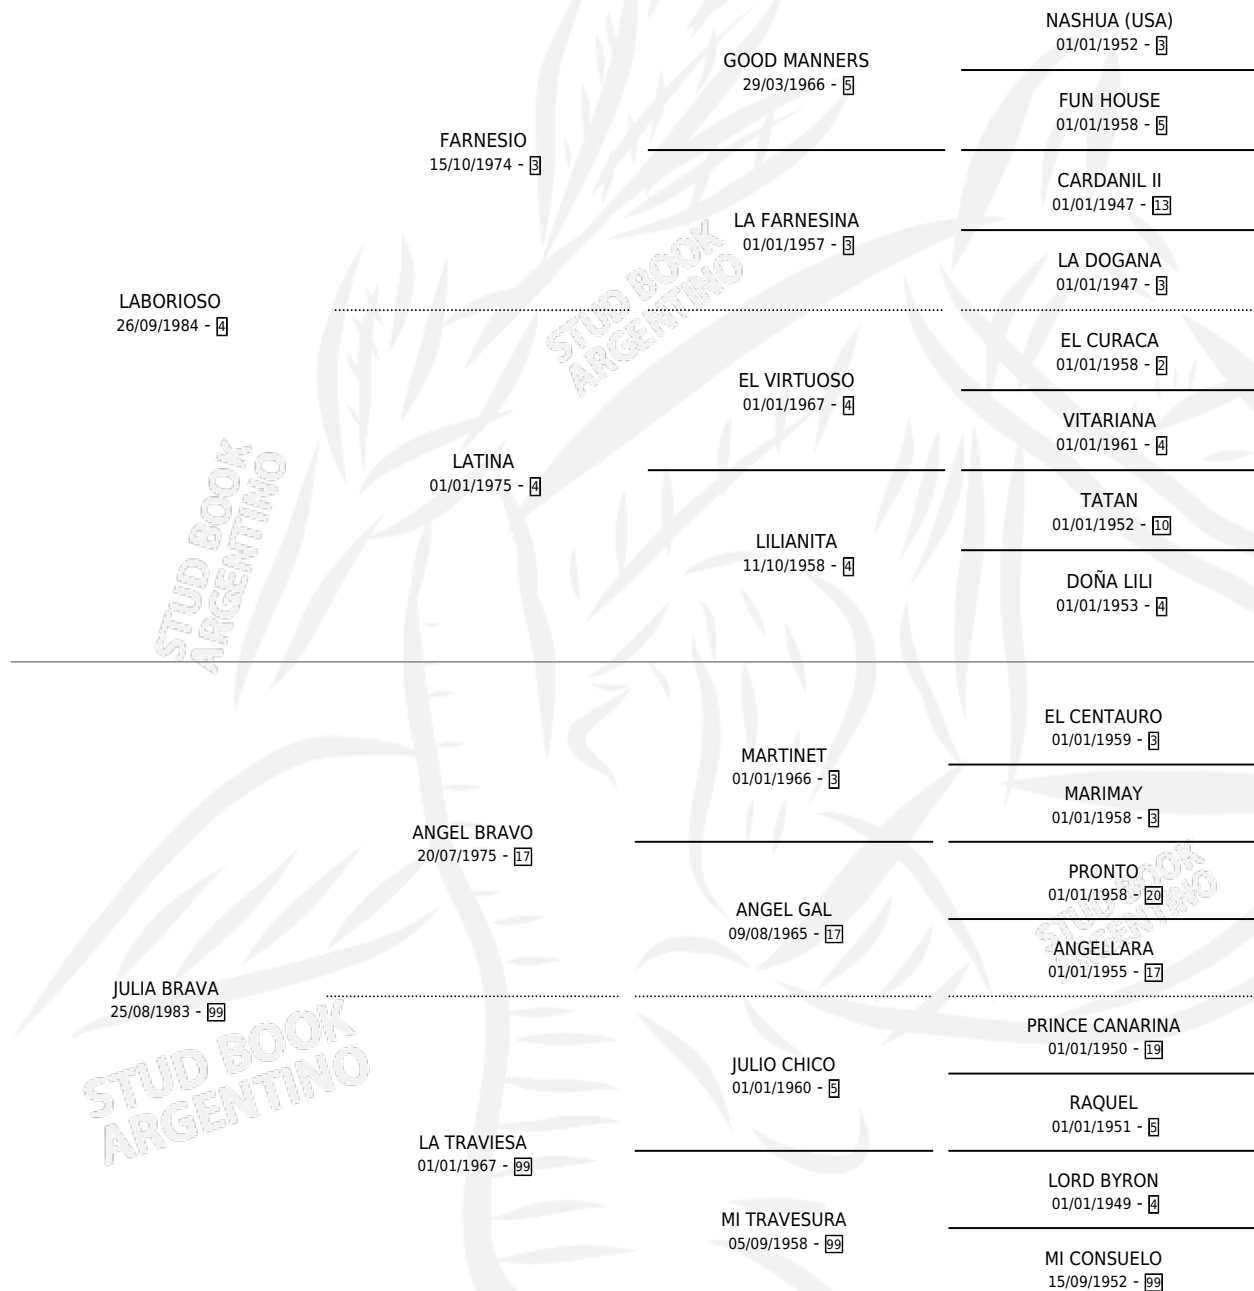 NASHUA (USA)
01/01/1952 - 3
GOOD MANNERS
29/03/1966 - 5
FUN HOUSE
01/01/1958 - 5
FARNESIO
15/10/1974 - 3
CARDANIL II
01/01/1947 - 13
LA FARNESINA
01/01/1957 - 3
LA DOGANA
01/01/1947 - 3
LABORIOSO
26/09/1984 - 4
EL CURACA
01/01/1958 - 2
EL VIRTUOSO
01/01/1967 - 4
VITARIANA
01/01/1961 - 4
LATINA
01/01/1975 - 4
TATAN
01/01/1952 - 10
LILIANITA
11/10/1958 - 4
DOÑA LILI
01/01/1953 - 4
EL CENTAURO
01/01/1959 - 3
MARTINET
01/01/1966 - 3
MARIMAY
01/01/1958 - 3
ANGEL BRAVO
20/07/1975 - 17
PRONTO
01/01/1958 - 20
ANGEL GAL
09/08/1965 - 17
ANGELLARA
01/01/1955 - 17
JULIA BRAVA
25/08/1983 - 99
PRINCE CANARINA
01/01/1950 - 19
JULIO CHICO
01/01/1960 - 5
RAQUEL
01/01/1951 - 5
LA TRAVIESA
01/01/1967 - 99
LORD BYRON
01/01/1949 - 4
MI TRAVESURA
05/09/1958 - 99
MI CONSUELO
15/09/1952 - 99
STUD BOOK
ARGENTINO
STUD BOOK
ARGENTINO
STUD BOOK
ARGENTINO
STUD BOOK
ARGENTINO